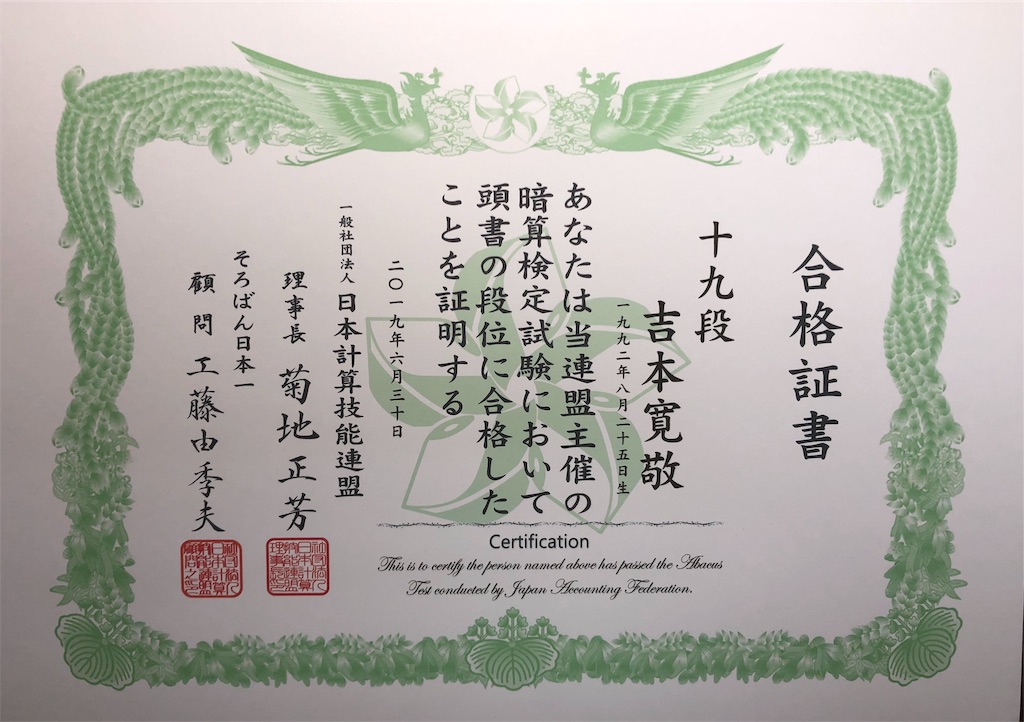 合格証書
十九段
吉本寛敬
一九九二年八月二十五日生
あなたは当連盟主催の
暗算検定試験において
頭書の段位に合格した
ことを証明する
二〇一九年六月三十日
一般社団法人 日本計算技能連盟
理事長 菊地正芳
そろばん日本一
顧問 工藤由季夫
Certification
This is to certify the person named above has passed the Abacus
Test conducted by Japan Accounting Federation.